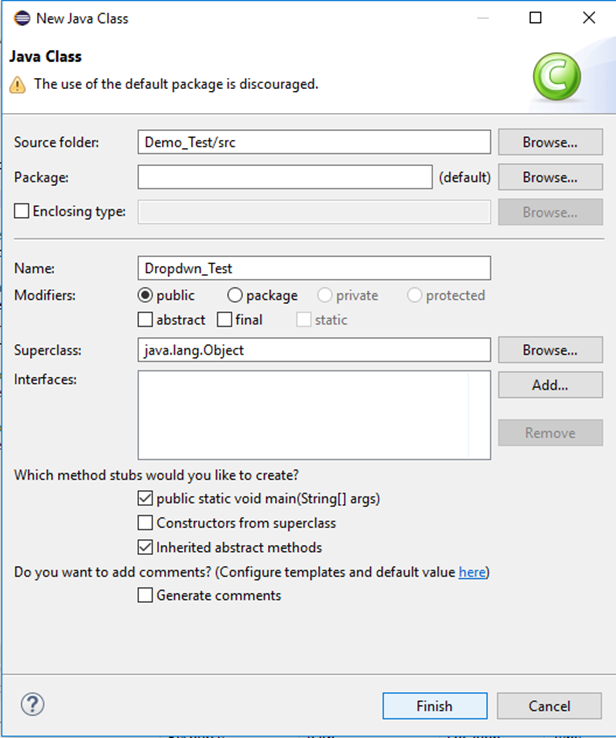 New Java Class
Java Class
The use of the default package is discouraged.
Source folder: Demo_Test/src Browse...
Package: (default) Browse...
Enclosing type: Browse...
Name: Dropdwn_Test
Modifiers: public package private protected
abstract final static
Superclass: java.lang.Object Browse...
Interfaces: Add...
Remove
Which method stubs would you like to create?
public static void main(String[] args)
Constructors from superclass
Inherited abstract methods
Do you want to add comments? (Configure templates and default value here)
Generate comments
? Finish Cancel